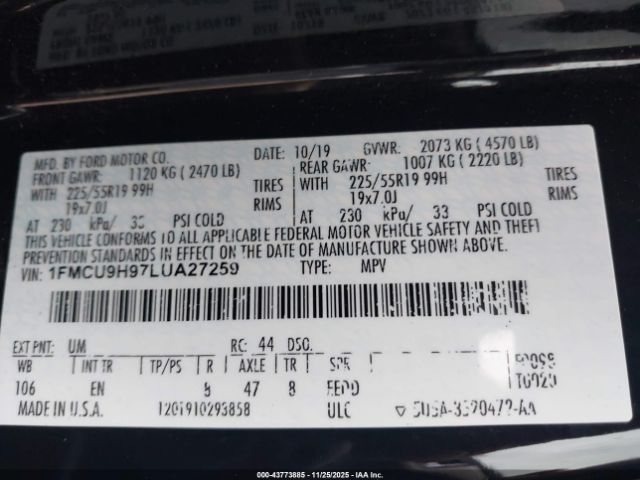 MFD. BY FORD MOTOR CO. DATE: 10/19 GVWR: 2073 KG ( 4570 LB)
FRONT GAWR: 1120 KG ( 2470 LB) REAR GAWR: 1007 KG ( 2220 LB)
WITH 225/55R19 99H TIRES WITH 225/55R19 99H TIRES
19x7.0J RIMS 19x7.0J RIMS
AT 230 kPa/ 33 PSI COLD AT 230 kPa/ 33 PSI COLD
THIS VEHICLE CONFORMS TO ALL APPLICABLE FEDERAL MOTOR VEHICLE SAFETY AND THEFT
PREVENTION STANDARDS IN EFFECT ON THE DATE OF MANUFACTURE SHOWN ABOVE.
VIN: 1FMCU9H97LUA27259 TYPE: MPV
EXT PNT: UM RC: 44 DSO:
WB INT TR TP/PS R AXLE TR SPR
106 EN 47 8
MADE IN U.S.A. ULC
000-43773885 - 11/25/2025 - IAA Inc.